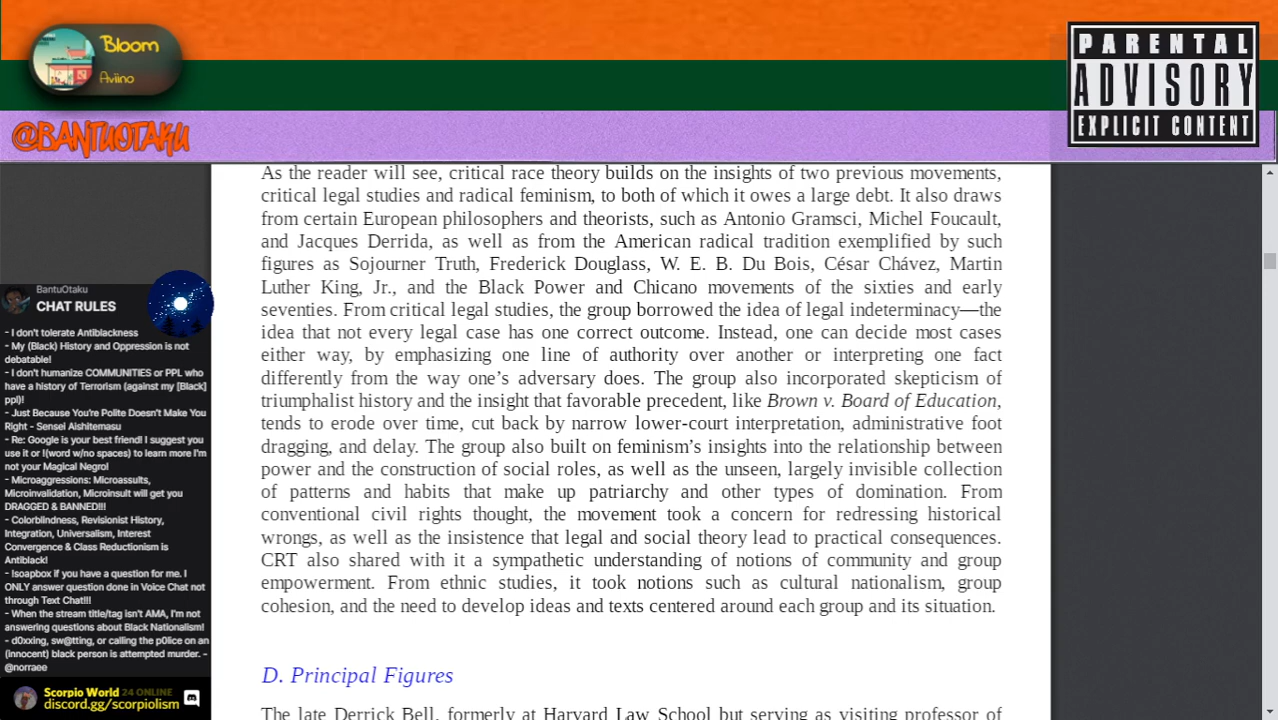 Bloom
Aviino
PARENTAL
ADVISORY
EXPLICIT CONTENT
@BANTUOTAKU
As the reader will see, critical race theory builds on the insights of two previous movements,
critical legal studies and radical feminism, to both of which it owes a large debt. It also draws
from certain European philosophers and theorists, such as Antonio Gramsci, Michel Foucault,
and Jacques Derrida, as well as from the American radical tradition exemplified by such
figures as Sojourner Truth, Frederick Douglass, W. E. B. Du Bois, César Chávez, Martin
Luther King, Jr., and the Black Power and Chicano movements of the sixties and early
seventies. From critical legal studies, the group borrowed the idea of legal indeterminacy—the
idea that not every legal case has one correct outcome. Instead, one can decide most cases
either way, by emphasizing one line of authority over another or interpreting one fact
differently from the way one’s adversary does. The group also incorporated skepticism of
triumphalist history and the insight that favorable precedent, like Brown v. Board of Education,
tends to erode over time, cut back by narrow lower-court interpretation, administrative foot
dragging, and delay. The group also built on feminism’s insights into the relationship between
power and the construction of social roles, as well as the unseen, largely invisible collection
of patterns and habits that make up patriarchy and other types of domination. From
conventional civil rights thought, the movement took a concern for redressing historical
wrongs, as well as the insistence that legal and social theory lead to practical consequences.
CRT also shared with it a sympathetic understanding of notions of community and group
empowerment. From ethnic studies, it took notions such as cultural nationalism, group
cohesion, and the need to develop ideas and texts centered around each group and its situation.
D. Principal Figures
The late Derrick Bell, formerly at Harvard Law School but serving as visiting professor of
BantuOtaku
CHAT RULES
- I don't tolerate Antiblackness
- My (Black) History and Oppression is not
debatable!
- I don't humanize COMMUNITIES or PPL who
have a history of Terrorism (against my [Black]
ppl)!
- Just Because You're Polite Doesn't Make You
Right - Sensei Aishitemasu
- Re: Google is your best friend! I suggest you
use it or !(word w/no spaces) to learn more I'm
not your Magical Negro!
- Microaggressions: Microassults,
Microinvalidation, Microinsult will get you
DRAGGED & BANNED!!!
- Colorblindness, Revisionist History,
Integration, Universalism, Interest
Convergence & Class Reductionism is
Antiblack!
- !soapbox if you have a question for me. I
ONLY answer question done in Voice Chat not
through Text Chat!!!
- When the stream title/tag isn't AMA, I'm not
answering questions about Black Nationalism!
- d0xxing, sw@tting, or calling the p0lice on an
(innocent) black person is attempted murder. -
@norraee
Scorpio World 24 ONLINE
discord.gg/scorpiolism